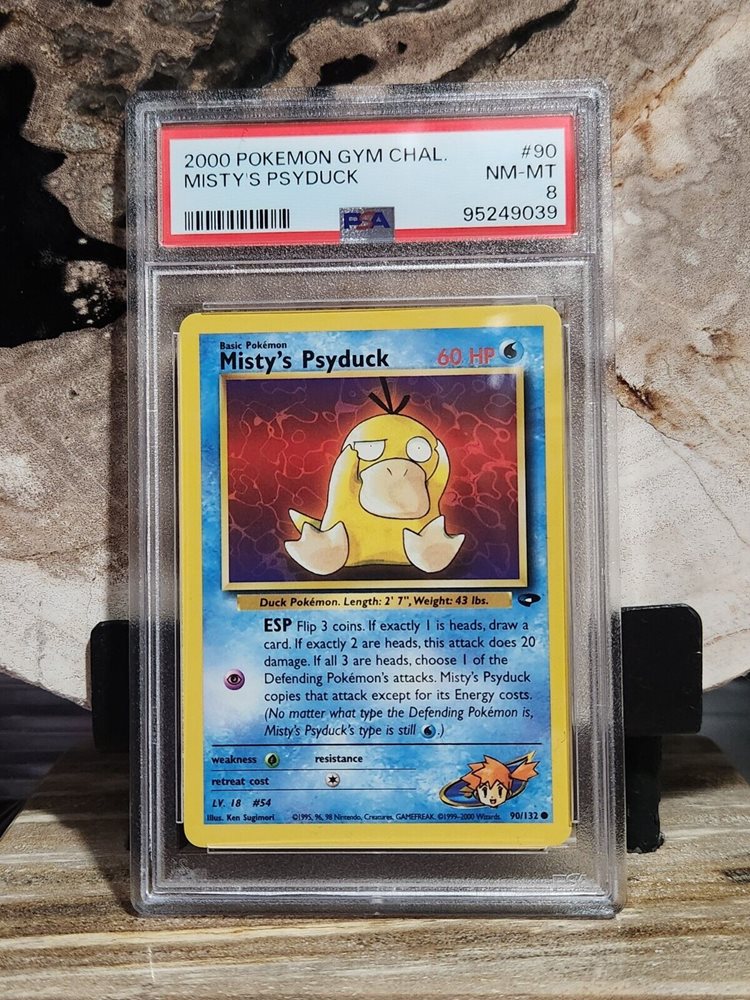 2000 POKEMON GYM CHAL. #90
MISTY'S PSYDUCK NM-MT
8
PSA 95249039
Basic Pokémon
Misty's Psyduck 60 HP
Duck Pokémon. Length: 2' 7", Weight: 43 lbs.
ESP Flip 3 coins. If exactly 1 is heads, draw a
card. If exactly 2 are heads, this attack does 20
damage. If all 3 are heads, choose 1 of the
Defending Pokémon's attacks. Misty's Psyduck
copies that attack except for its Energy costs.
(No matter what type the Defending Pokémon is,
Misty's Psyduck's type is still .)
weakness resistance
retreat cost
LV. 18 #54
Illus. Ken Sugimori ©1995, 96, 98 Nintendo, Creatures, GAMEFREAK. ©1999-2000 Wizards. 90/132